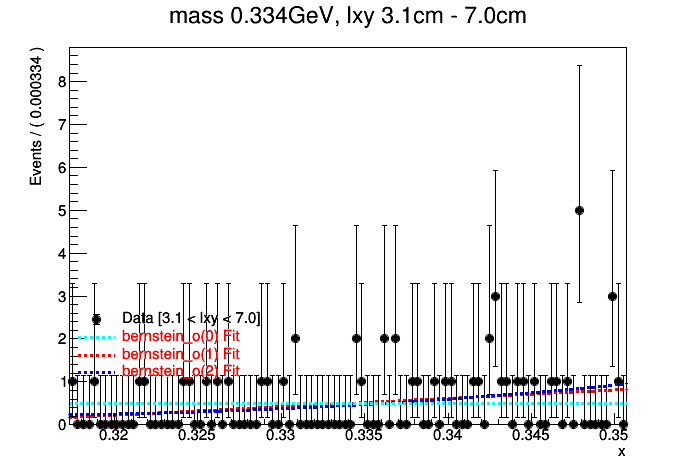 mass 0.334GeV, lxy 3.1cm - 7.0cm
Events / ( 0.000334 )
8
7
6
5
4
3
2
1
0
Data [3.1 < lxy < 7.0]
bernstein_o(0) Fit
bernstein_o(1) Fit
bernstein_o(2) Fit
0.32 0.325 0.33 0.335 0.34 0.345 0.35
x